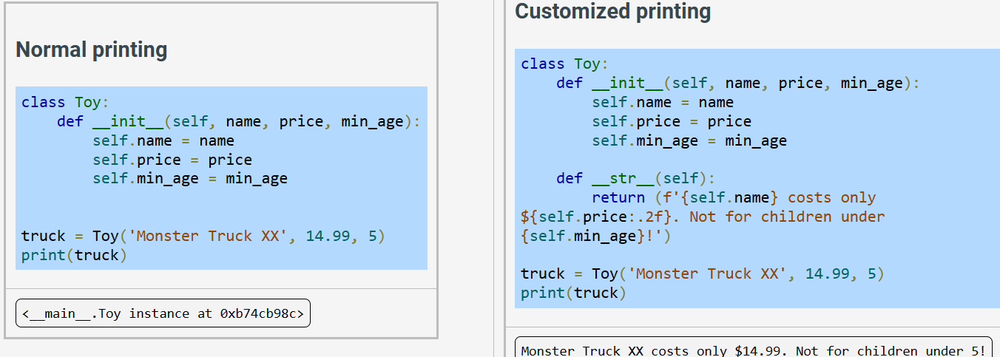 Normal printing
class Toy:
    def __init__(self, name, price, min_age):
        self.name = name
        self.price = price
        self.min_age = min_age
truck = Toy('Monster Truck XX', 14.99, 5)
print(truck)
<__main__.Toy instance at 0xb74cb98c>
Customized printing
class Toy:
    def __init__(self, name, price, min_age):
        self.name = name
        self.price = price
        self.min_age = min_age
    def __str__(self):
        return (f'{self.name} costs only
${self.price:.2f}. Not for children under
{self.min_age}!')
truck = Toy('Monster Truck XX', 14.99, 5)
print(truck)
Monster Truck XX costs only $14.99. Not for children under 5!